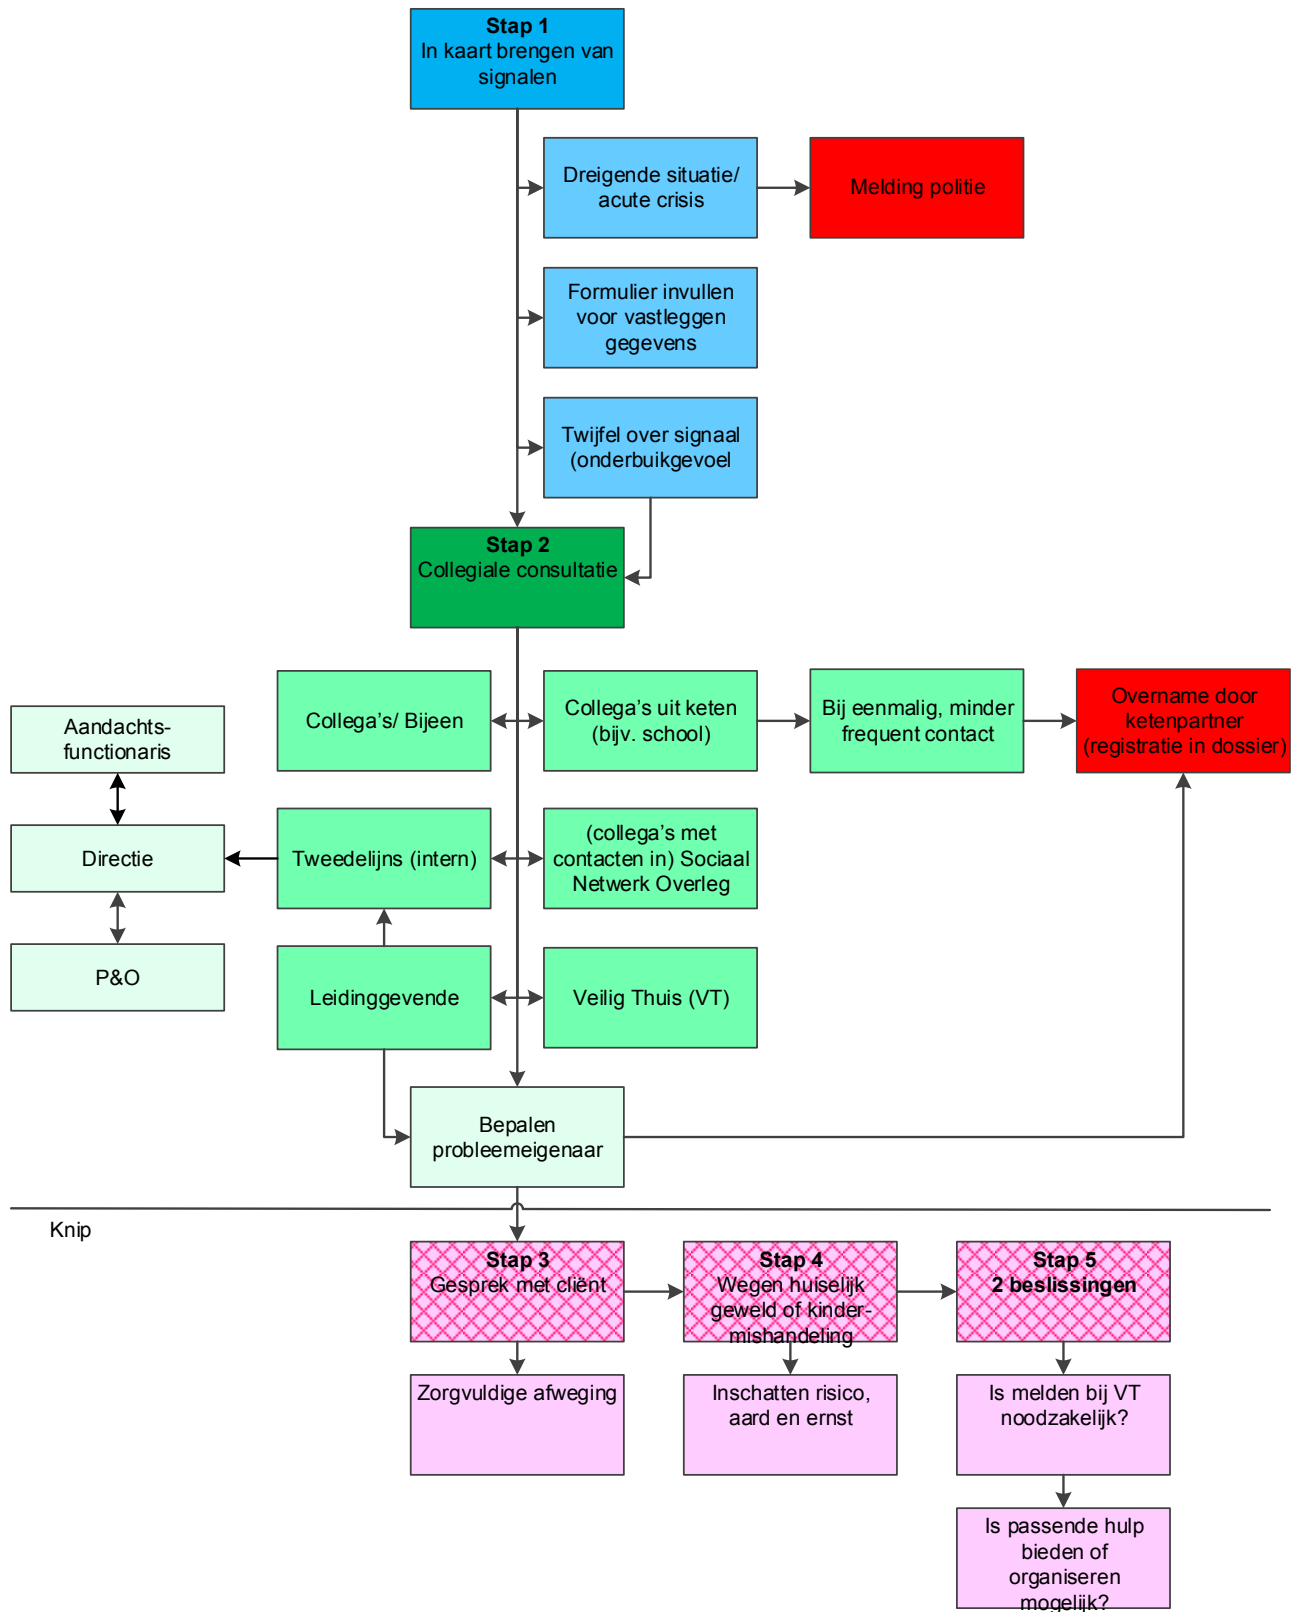 Stap 1
In kaart brengen van
signalen
Dreigende situatie/
acute crisis
Melding politie
Formulier invullen
voor vastleggen
gegevens
Twijfel over signaal
(onderbuikgevoel
Stap 2
Collegiale consultatie
Collega's/ Bijeen
Collega's uit keten
(bijv. school)
Bij eenmalig, minder
frequent contact
Overname door
ketenpartner
(registratie in dossier)
Aandachts-
functionaris
Directie
Tweedelijns (intern)
(collega's met
contacten in) Sociaal
Netwerk Overleg
P&O
Leidinggevende
Veilig Thuis (VT)
Bepalen
probleemeigenaar
Knip
Stap 3
Gesprek met cliënt
Stap 4
Wegen huiselijk
geweld of kinder-
mishandeling
Stap 5
2 beslissingen
Zorgvuldige afweging
Inschatten risico,
aard en ernst
Is melden bij VT
noodzakelijk?
Is passende hulp
bieden of
organiseren
mogelijk?